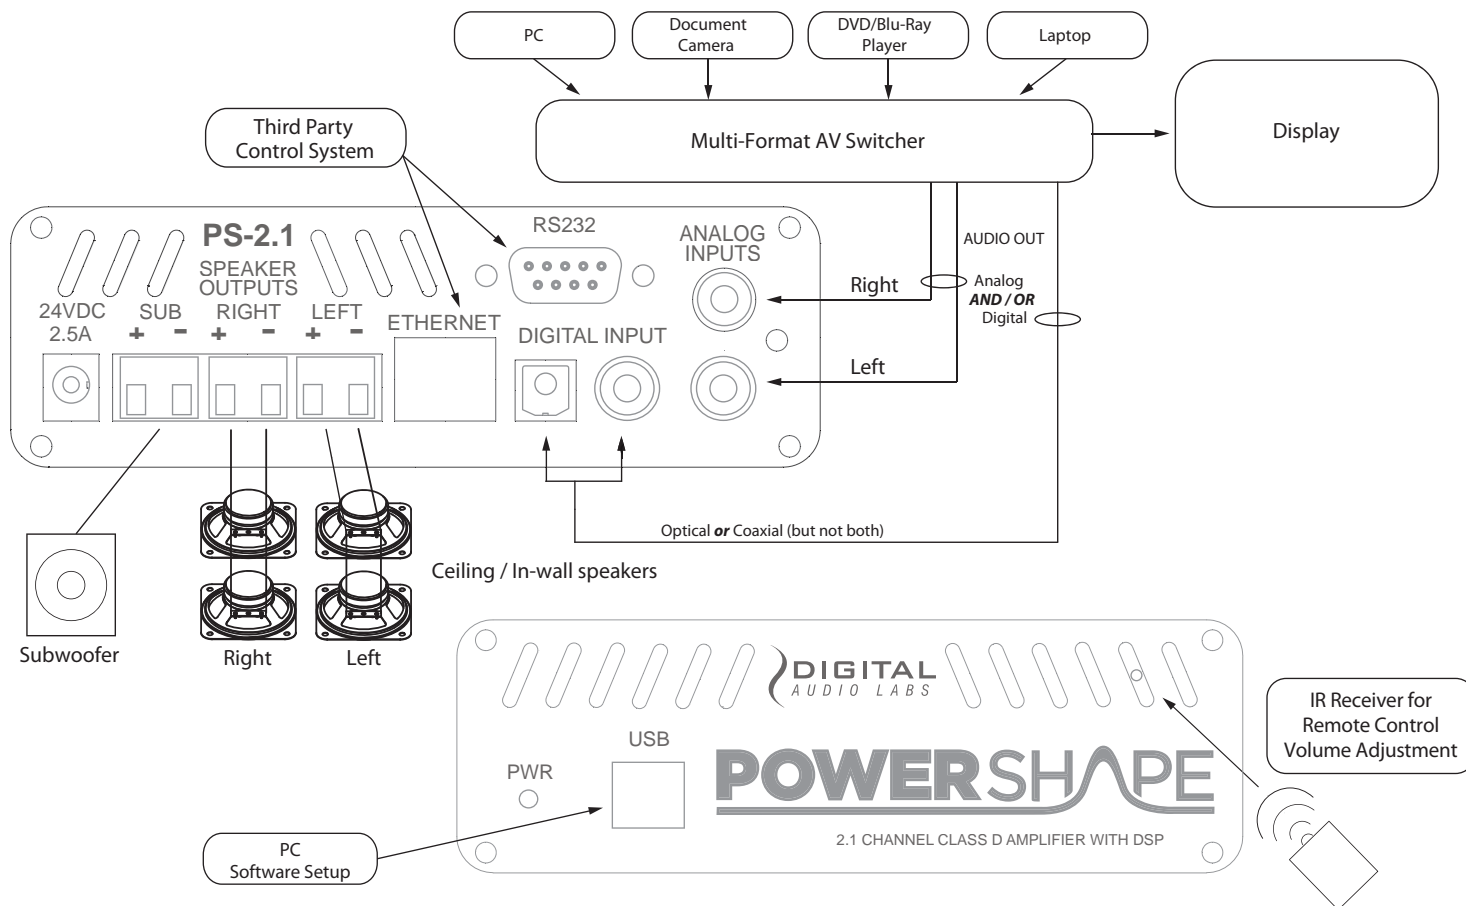 PC
Document
Camera
DVD/Blu-Ray
Player
Laptop
Multi-Format AV Switcher
Display
Third Party
Control System
PS-2.1
SPEAKER
OUTPUTS
24VDC
2.5A
SUB
+ -
RIGHT
+ -
LEFT
+ -
ETHERNET
RS232
DIGITAL INPUT
ANALOG
INPUTS
Right
Left
AUDIO OUT
Analog
AND / OR
Digital
Optical or Coaxial (but not both)
Ceiling / In-wall speakers
Subwoofer
Right
Left
DIGITAL
AUDIO LABS
USB
PWR
POWERSHAPE
2.1 CHANNEL CLASS D AMPLIFIER WITH DSP
PC
Software Setup
IR Receiver for
Remote Control
Volume Adjustment